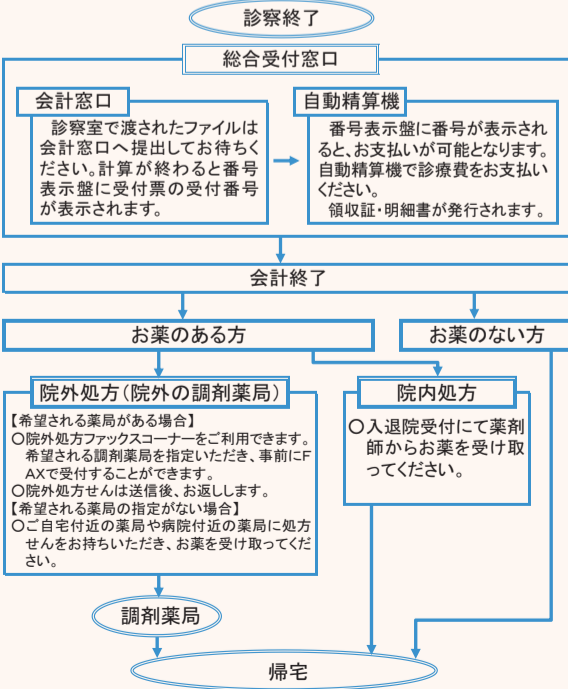 診察終了
総合受付窓口
会計窓口
診察室で渡されたファイルは
会計窓口へ提出してお待ちく
ださい。計算が終わると番号
表示盤に受付票の受付番号
が表示されます。
自動精算機
番号表示盤に番号が表示され
ると、お支払いが可能となります。
自動精算機で診療費をお支払い
ください。
領収証・明細書が発行されます。
会計終了
お薬のある方
お薬のない方
院外処方(院外の調剤薬局)
【希望される薬局がある場合】
○院外処方ファックスコーナーをご利用できます。
希望される調剤薬局を指定いただき、事前にF
AXで受付することができます。
○院外処方せんは送信後、お返しします。
【希望される薬局の指定がない場合】
○ご自宅付近の薬局や病院付近の薬局に処方
せんをお持ちいただき、お薬を受け取ってくだ
さい。
院内処方
○入退院受付にて薬剤
師からお薬を受け取
ってください。
調剤薬局
帰宅